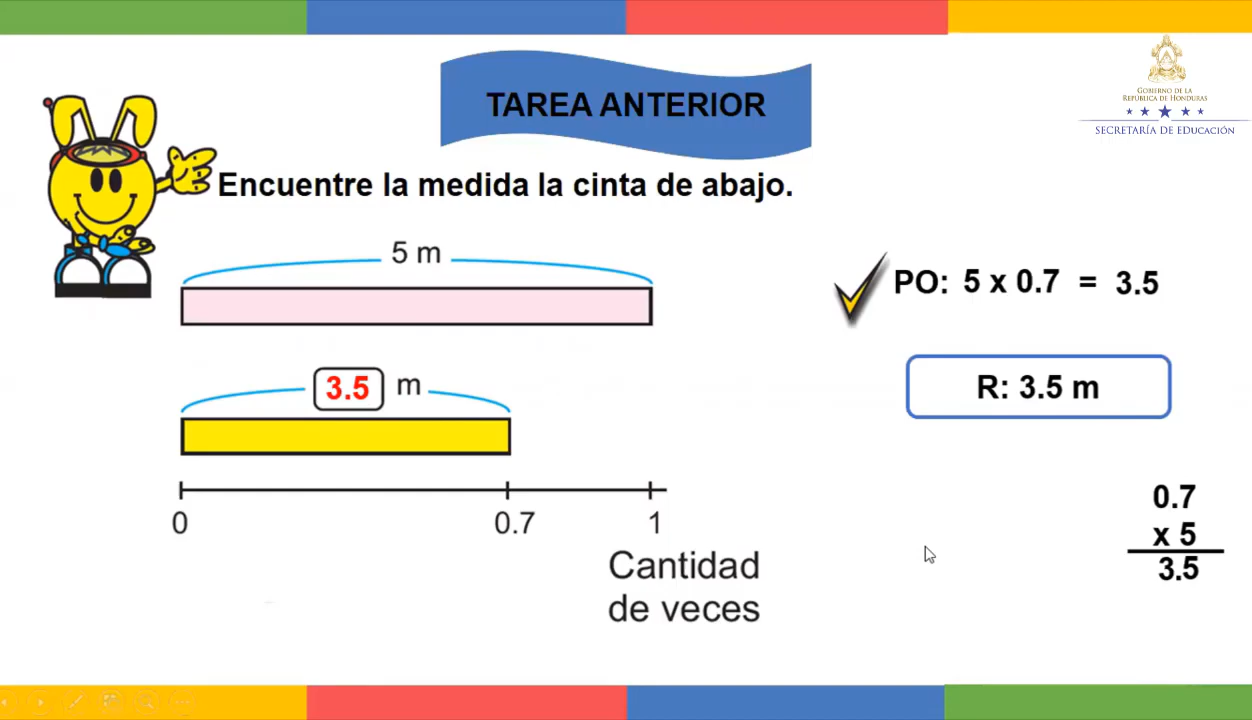 TAREA ANTERIOR
GOBIERNO DE LA
REPÚBLICA DE HONDURAS
SECRETARÍA DE EDUCACIÓN
Encuentre la medida la cinta de abajo.
5 m
PO: 5 x 0.7 = 3.5
3.5 m
R: 3.5 m
0 0.7 1
Cantidad
de veces
0.7
x 5
3.5